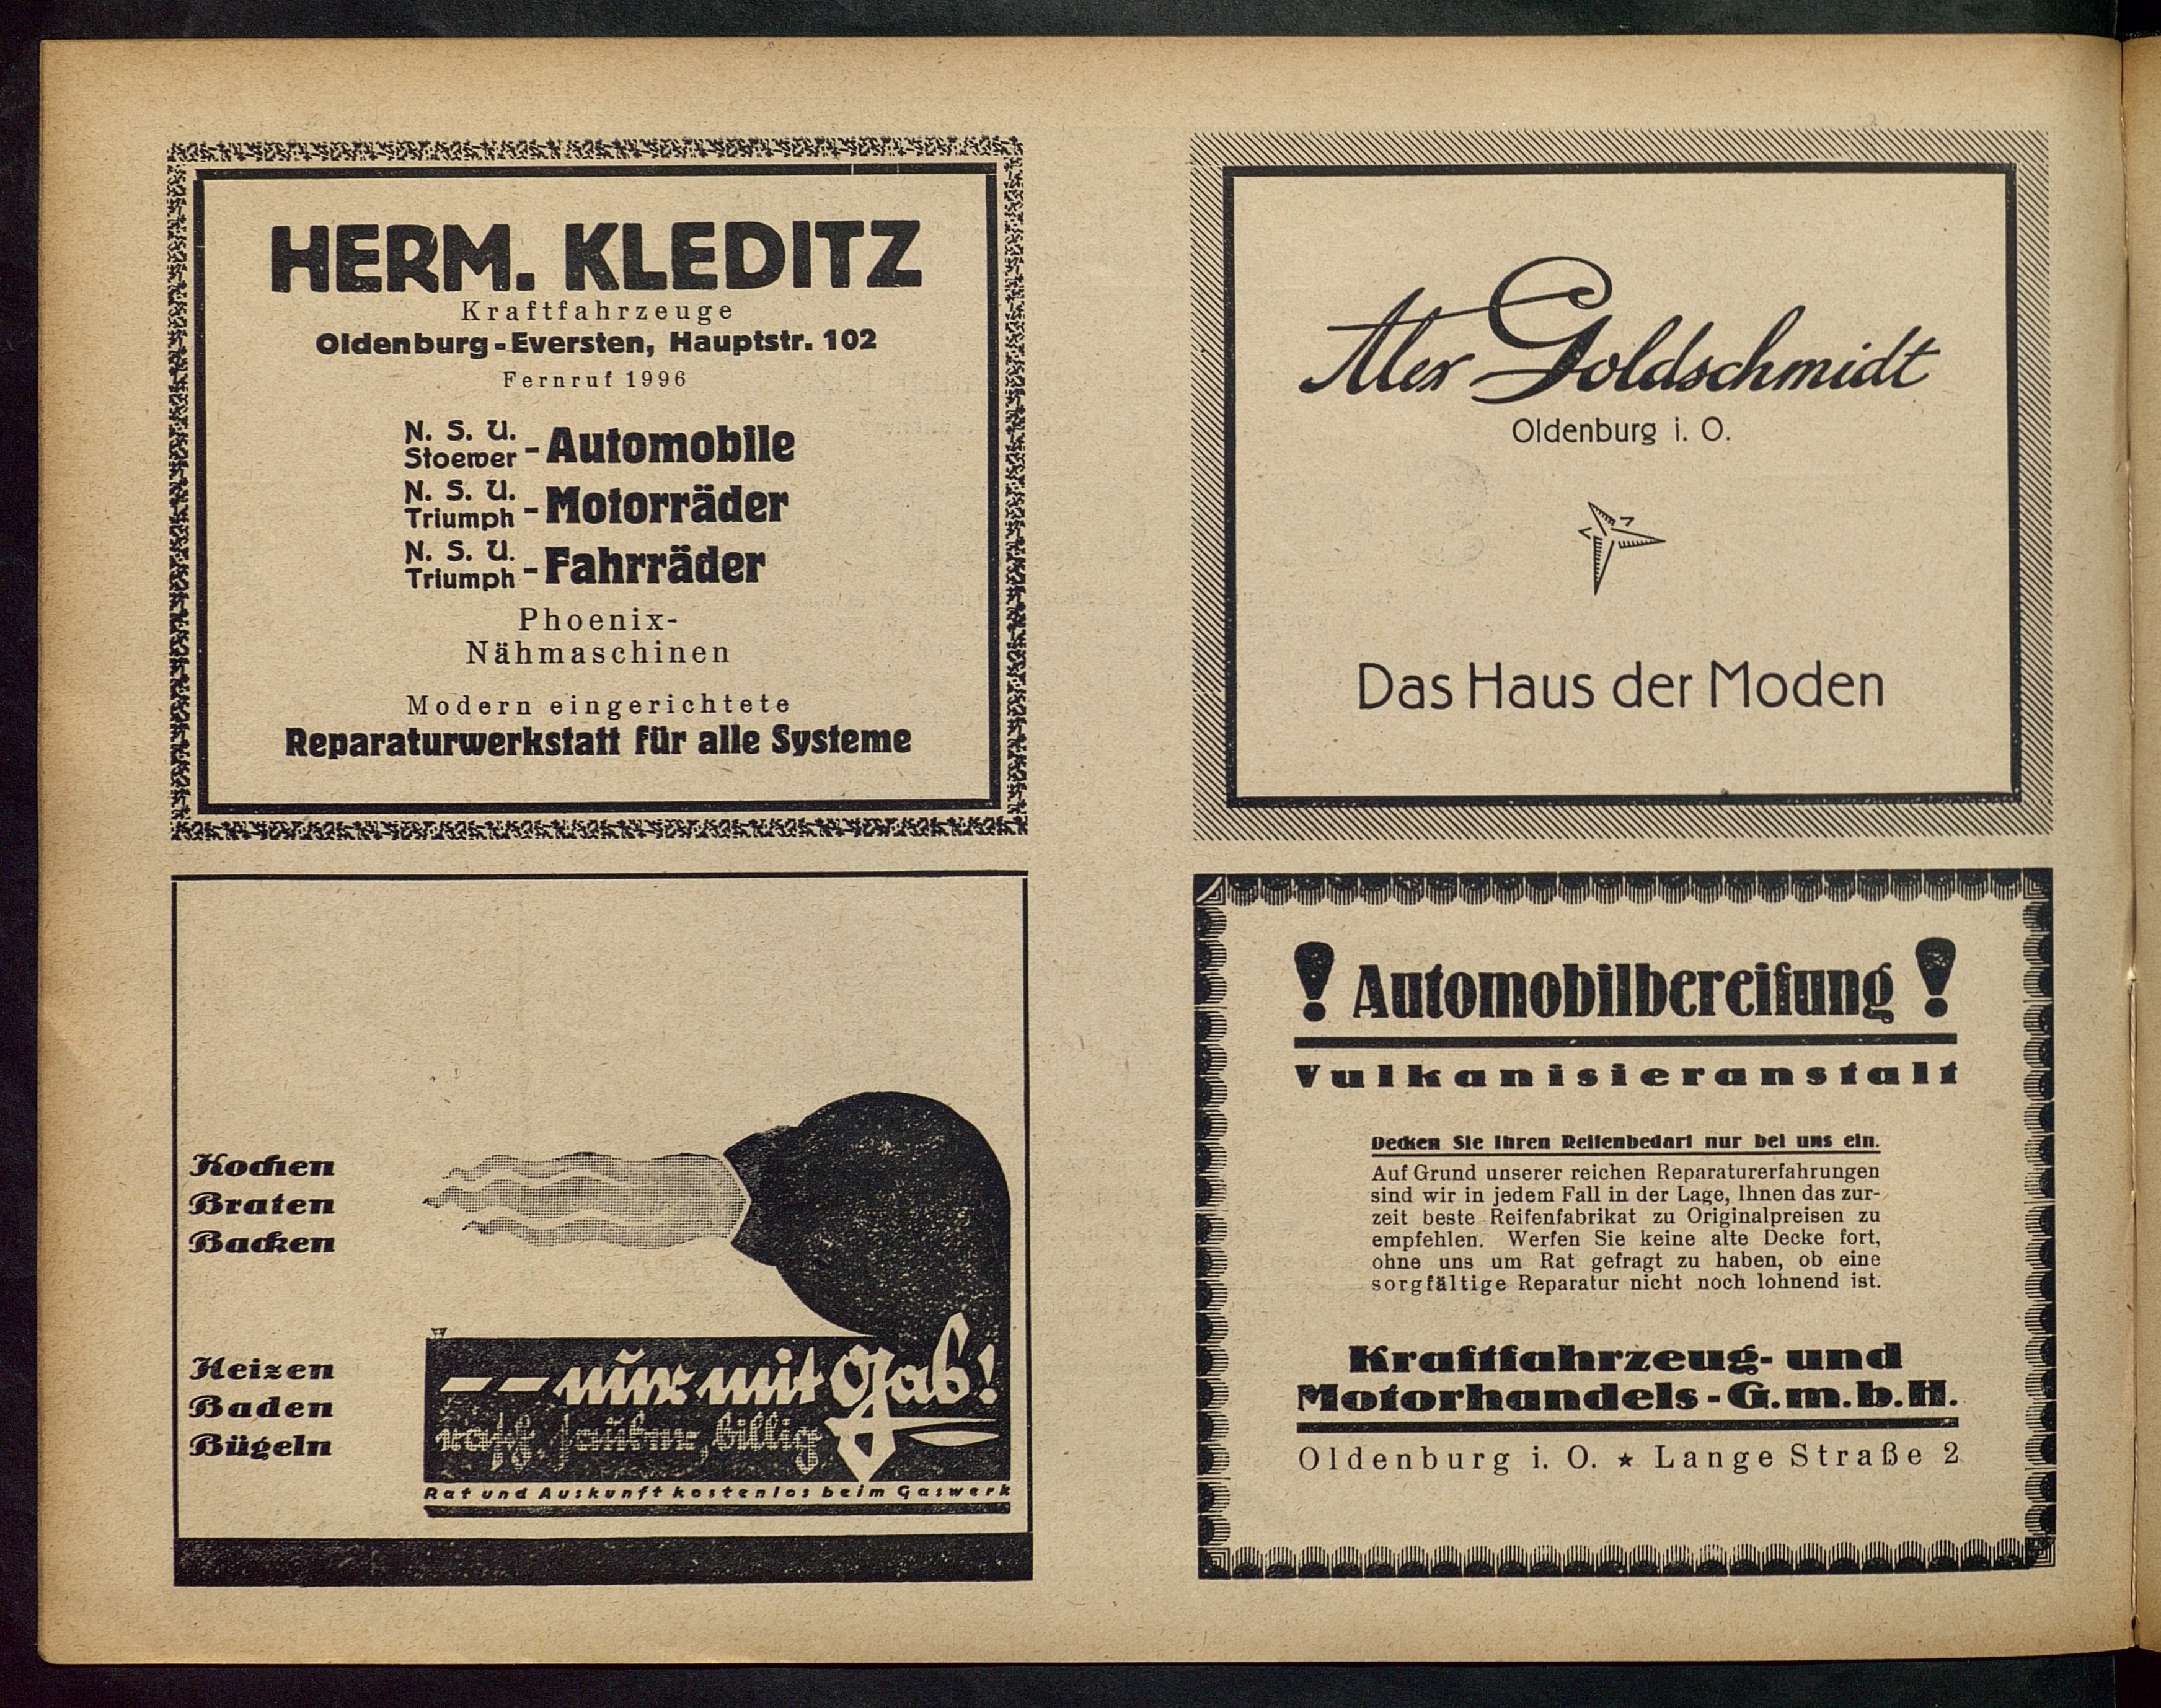 HERM. KLEDITZ
Kraftfahrzeuge
Oldenburg-Eversten, Hauptstr. 102
Fernruf 1996
N. S. U.
Stoewer - Automobile
N. S. U.
Triumph - Motorräder
N. S. U.
Triumph - Fahrräder
Phoenix-
Nähmaschinen
Modern eingerichtete
Reparaturwerkstatt für alle Systeme
Alex Goldschmidt
Oldenburg i. O.
Das Haus der Moden
Kochen
Braten
Backen
Heizen
Baden
Bügeln
-- nur mit Gas!
rasch, sauber, billig
Rat und Auskunft kostenlos beim Gaswerk
! Automobilbereifung !
Vulkanisieranstalt
Decken Sie Ihren Reifenbedarf nur bei uns ein.
Auf Grund unserer reichen Reparaturerfahrungen
sind wir in jedem Fall in der Lage, Ihnen das zur-
zeit beste Reifenfabrikat zu Originalpreisen zu
empfehlen. Werfen Sie keine alte Decke fort,
ohne uns um Rat gefragt zu haben, ob eine
sorgfältige Reparatur nicht noch lohnend ist.
Kraftfahrzeug- und
Motorhandels-G.m.b.H.
Oldenburg i. O. ★ Lange Straße 2